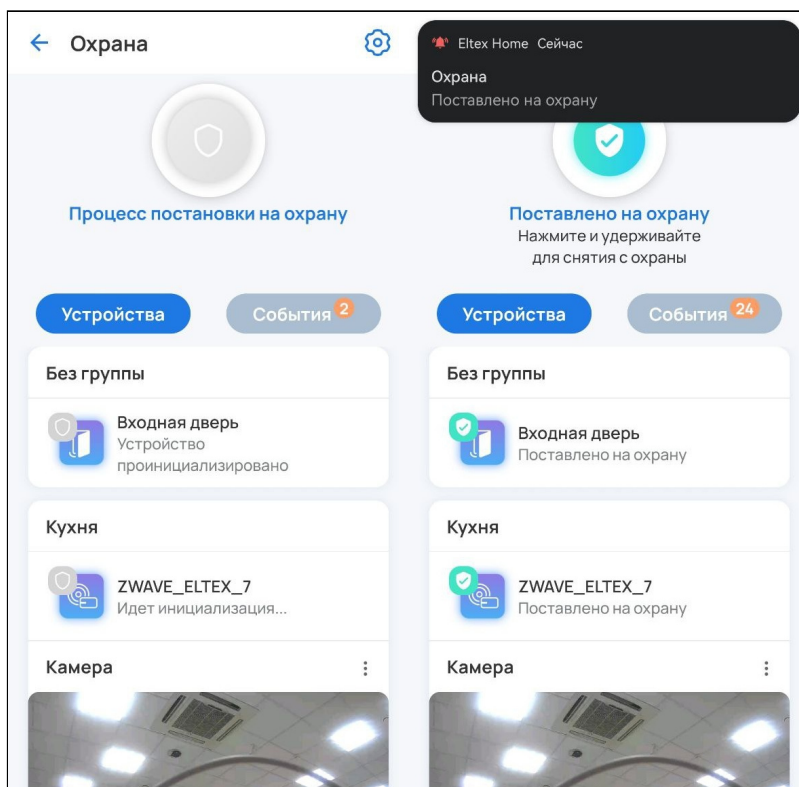 Охрана
Процесс постановки на охрану
Устройства
События 2
Без группы
Входная дверь
Устройство
проинициализировано
Кухня
ZWAVE_ELTEX_7
Идет инициализация...
Камера
Eltex Home Сейчас
Охрана
Поставлено на охрану
Поставлено на охрану
Нажмите и удерживайте
для снятия с охраны
Устройства
События 24
Без группы
Входная дверь
Поставлено на охрану
Кухня
ZWAVE_ELTEX_7
Поставлено на охрану
Камера